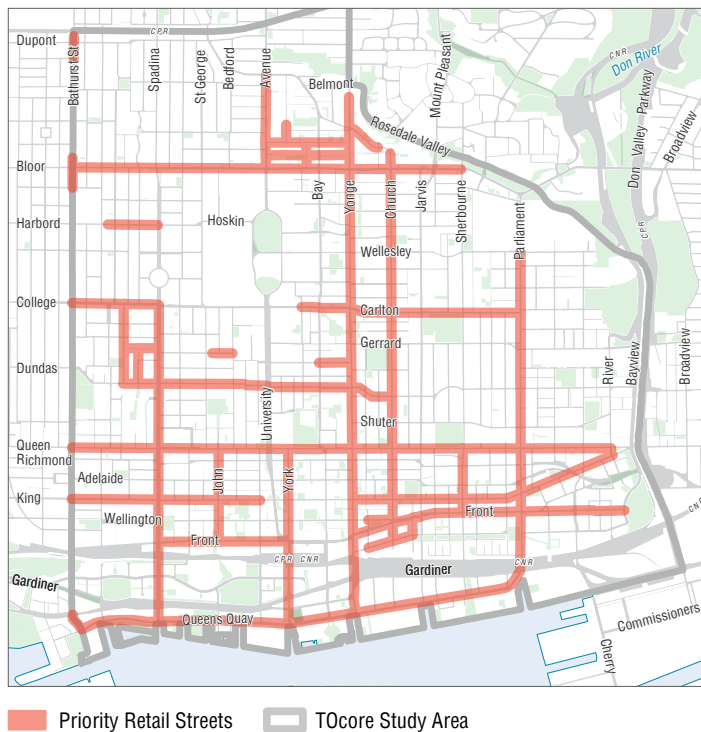 CPR
CNR
Dupont
Bathurst St
Spadina
St George
Bedford
Avenue
Belmont
Mount Pleasant
Don River
Don Valley Parkway
Broadview
Rosedale Valley
Bloor
Bay
Yonge
Church
Jarvis
Sherbourne
Parliament
CPR
Harbord
Hoskin
Wellesley
College
Carlton
Gerrard
Dundas
River
Bayview
Broadview
University
Shuter
Queen
Richmond
Adelaide
John
York
King
Wellington
Front
Front
CNR
CPR CNR
CNR
Gardiner
Gardiner
Queens Quay
Commissioners
Cherry
Priority Retail Streets
TOcore Study Area